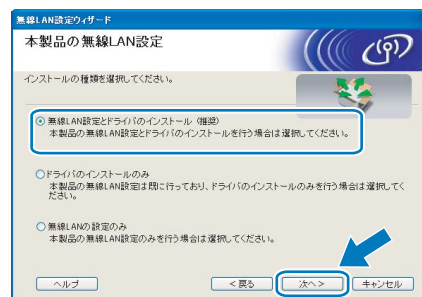 無線LAN設定ウィザード
本製品の無線LAN設定
インストールの種類を選択してください。
無線LAN設定とドライバのインストール (推奨)
本製品の無線LAN設定とドライバのインストールを行う場合は選択してください。
ドライバのインストールのみ
本製品の無線LAN設定は既に行っており、ドライバのインストールのみを行う場合は選択してく
ださい。
無線LANの設定のみ
本製品の無線LAN設定のみを行う場合は選択してください。
ヘルプ
< 戻る
次へ >
キャンセル